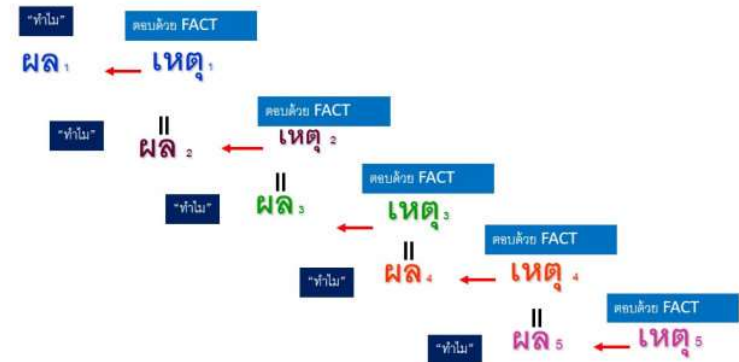 "ทำไม" ตอบด้วย FACT
ผล 1 เหตุ 1
ตอบด้วย FACT
"ทำไม" ผล 2 เหตุ 2
ตอบด้วย FACT
"ทำไม" ผล 3 เหตุ 3
ตอบด้วย FACT
"ทำไม" ผล 4 เหตุ 4
ตอบด้วย FACT
"ทำไม" ผล 5 เหตุ 5